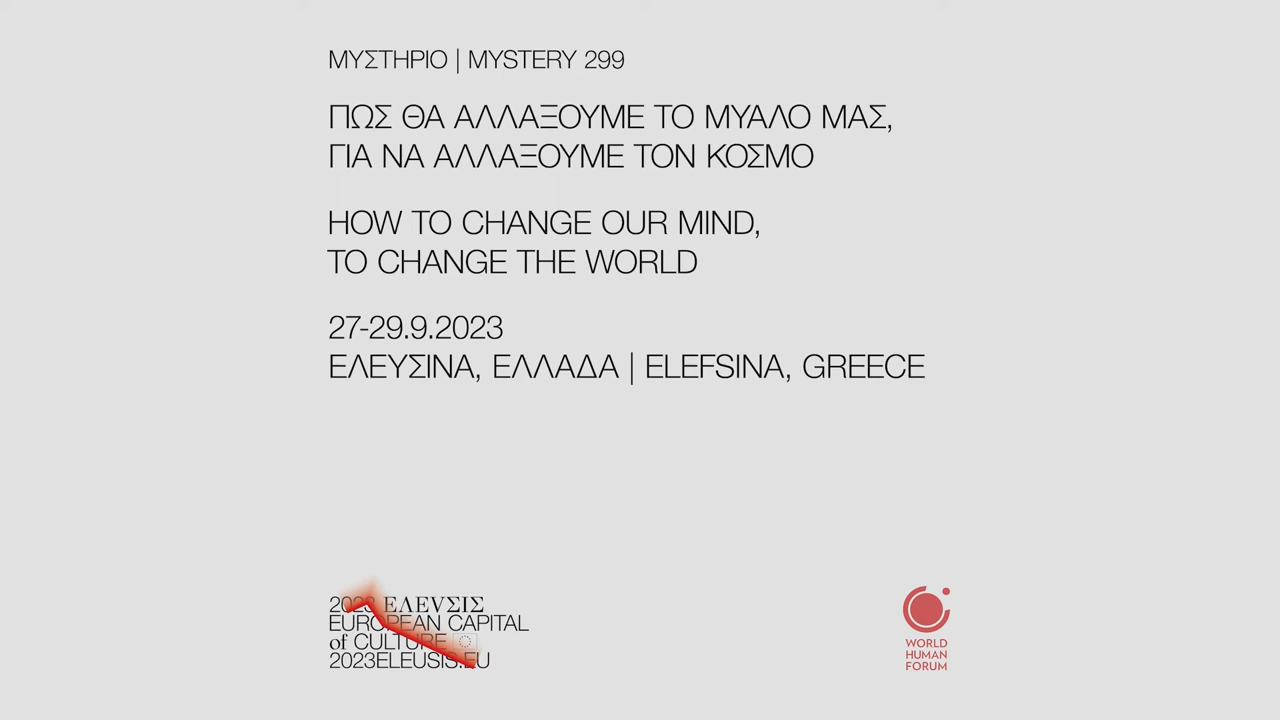 ΜΥΣΤΗΡΙΟ | MYSTERY 299
ΠΩΣ ΘΑ ΑΛΛΑΞΟΥΜΕ ΤΟ ΜΥΑΛΟ ΜΑΣ,
ΓΙΑ ΝΑ ΑΛΛΑΞΟΥΜΕ ΤΟΝ ΚΟΣΜΟ
HOW TO CHANGE OUR MIND,
TO CHANGE THE WORLD
27-29.9.2023
ΕΛΕΥΣΙΝΑ, ΕΛΛΑΔΑ | ELEFSINA, GREECE
2023 ΕΛΕVΣΙΣ
EUROPEAN CAPITAL
of CULTURE
2023ELEUSIS.EU
WORLD
HUMAN
FORUM